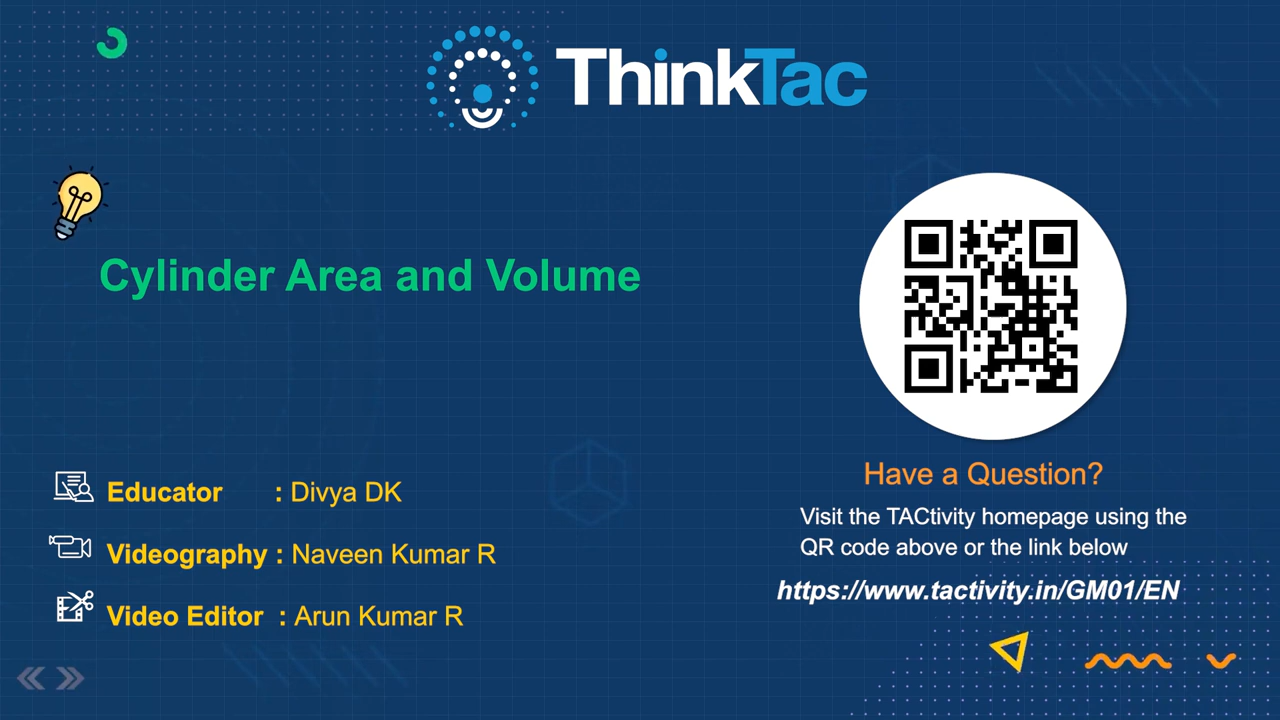 ThinkTac
Cylinder Area and Volume
Educator : Divya DK
Videography : Naveen Kumar R
Video Editor : Arun Kumar R
Have a Question?
Visit the TACtivity homepage using the
QR code above or the link below
https://www.tactivity.in/GM01/EN